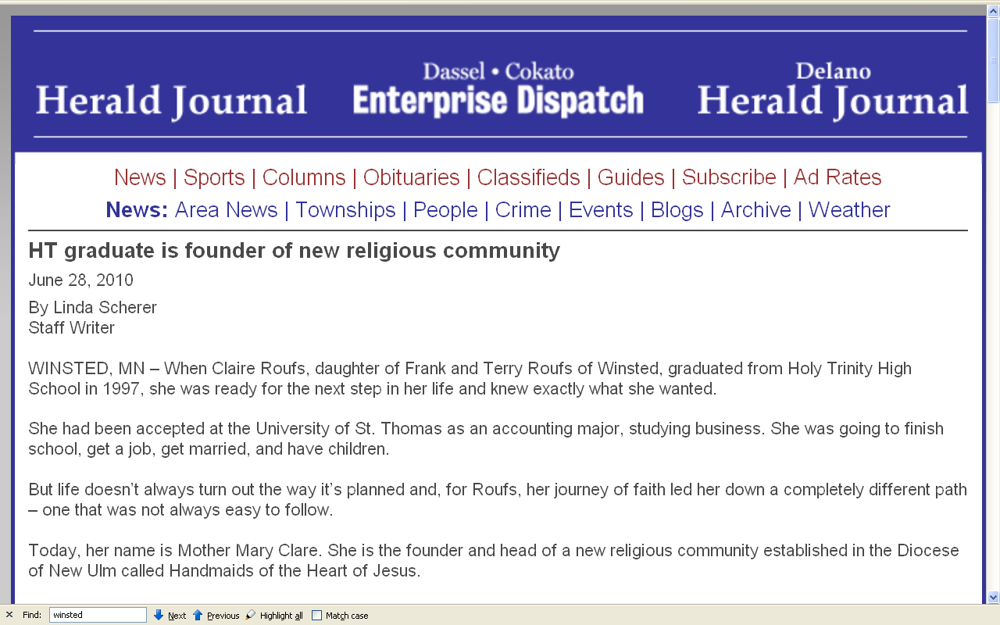 Herald Journal
Dassel • Cokato
Enterprise Dispatch
Delano
Herald Journal
News | Sports | Columns | Obituaries | Classifieds | Guides | Subscribe | Ad Rates
News: Area News | Townships | People | Crime | Events | Blogs | Archive | Weather
HT graduate is founder of new religious community
June 28, 2010
By Linda Scherer
Staff Writer
WINSTED, MN – When Claire Roufs, daughter of Frank and Terry Roufs of Winsted, graduated from Holy Trinity High
School in 1997, she was ready for the next step in her life and knew exactly what she wanted.
She had been accepted at the University of St. Thomas as an accounting major, studying business. She was going to finish
school, get a job, get married, and have children.
But life doesn’t always turn out the way it’s planned and, for Roufs, her journey of faith led her down a completely different path
– one that was not always easy to follow.
Today, her name is Mother Mary Clare. She is the founder and head of a new religious community established in the Diocese
of New Ulm called Handmaids of the Heart of Jesus.
Find: winsted Next Previous Highlight all Match case